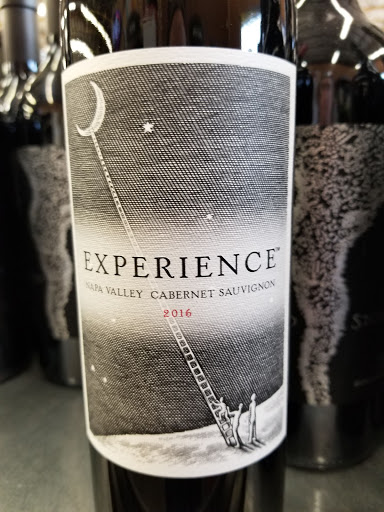 EXPERIENCE™
NAPA VALLEY CABERNET SAUVIGNON
2016